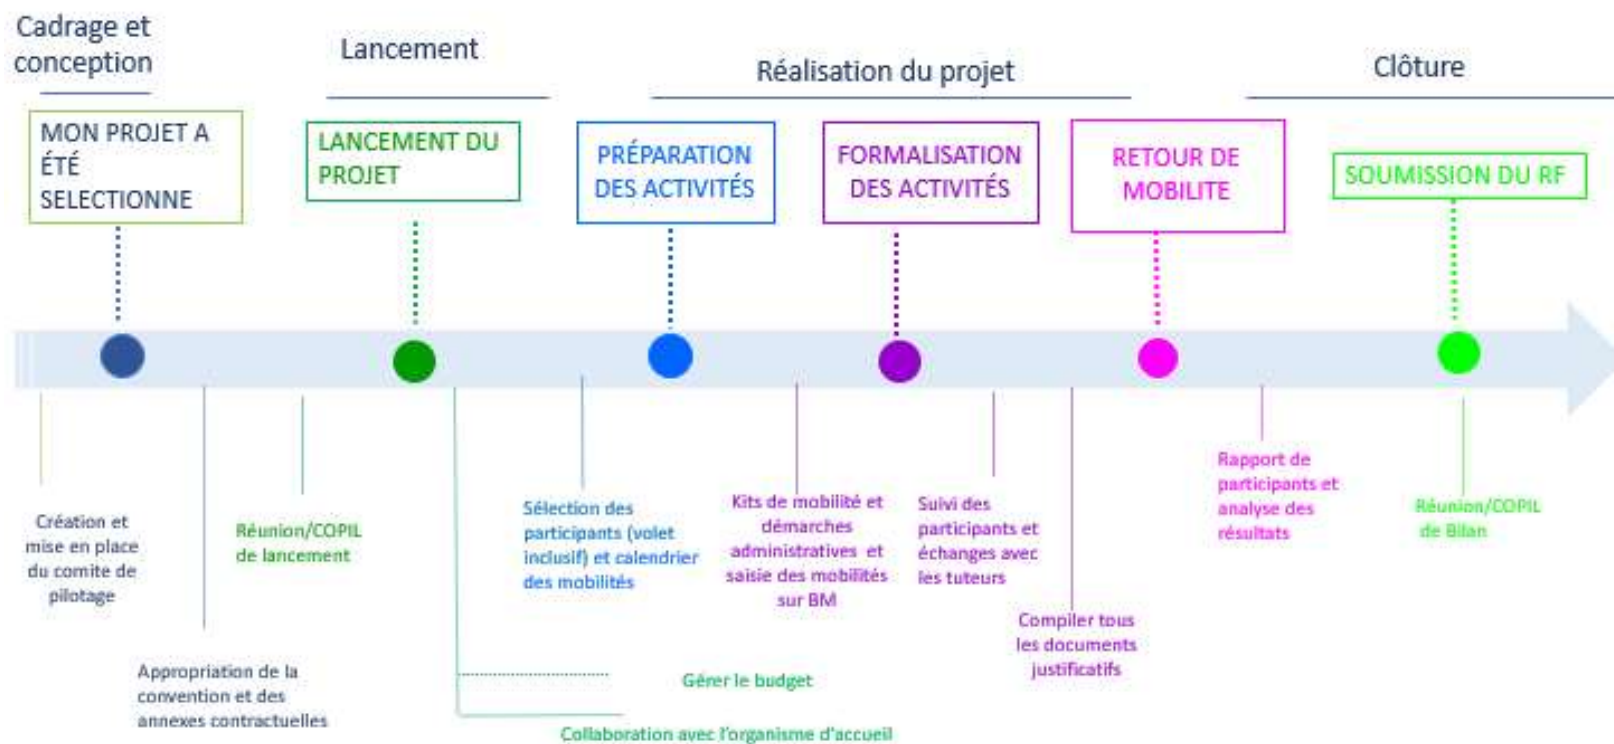 Cadrage et
conception
Lancement
Réalisation du projet
Clôture
MON PROJET A
ÉTÉ
SELECTIONNE
LANCEMENT DU
PROJET
PRÉPARATION
DES ACTIVITÉS
FORMALISATION
DES ACTIVITÉS
RETOUR DE
MOBILITE
SOUMISSION DU RF
Création et
mise en place
du comite de
pilotage
Appropriation de la
convention et des
annexes contractuelles
Réunion/COPIL
de lancement
Gérer le budget
Collaboration avec l'organisme d'accueil
Sélection des
participants (volet
inclusif) et calendrier
des mobilités
Kits de mobilité et
démarches
administratives et
saisie des mobilités
sur BM
Suivi des
participants et
échanges avec
les tuteurs
Compiler tous
les documents
justificatifs
Rapport de
participants et
analyse des
résultats
Réunion/COPIL
de Bilan